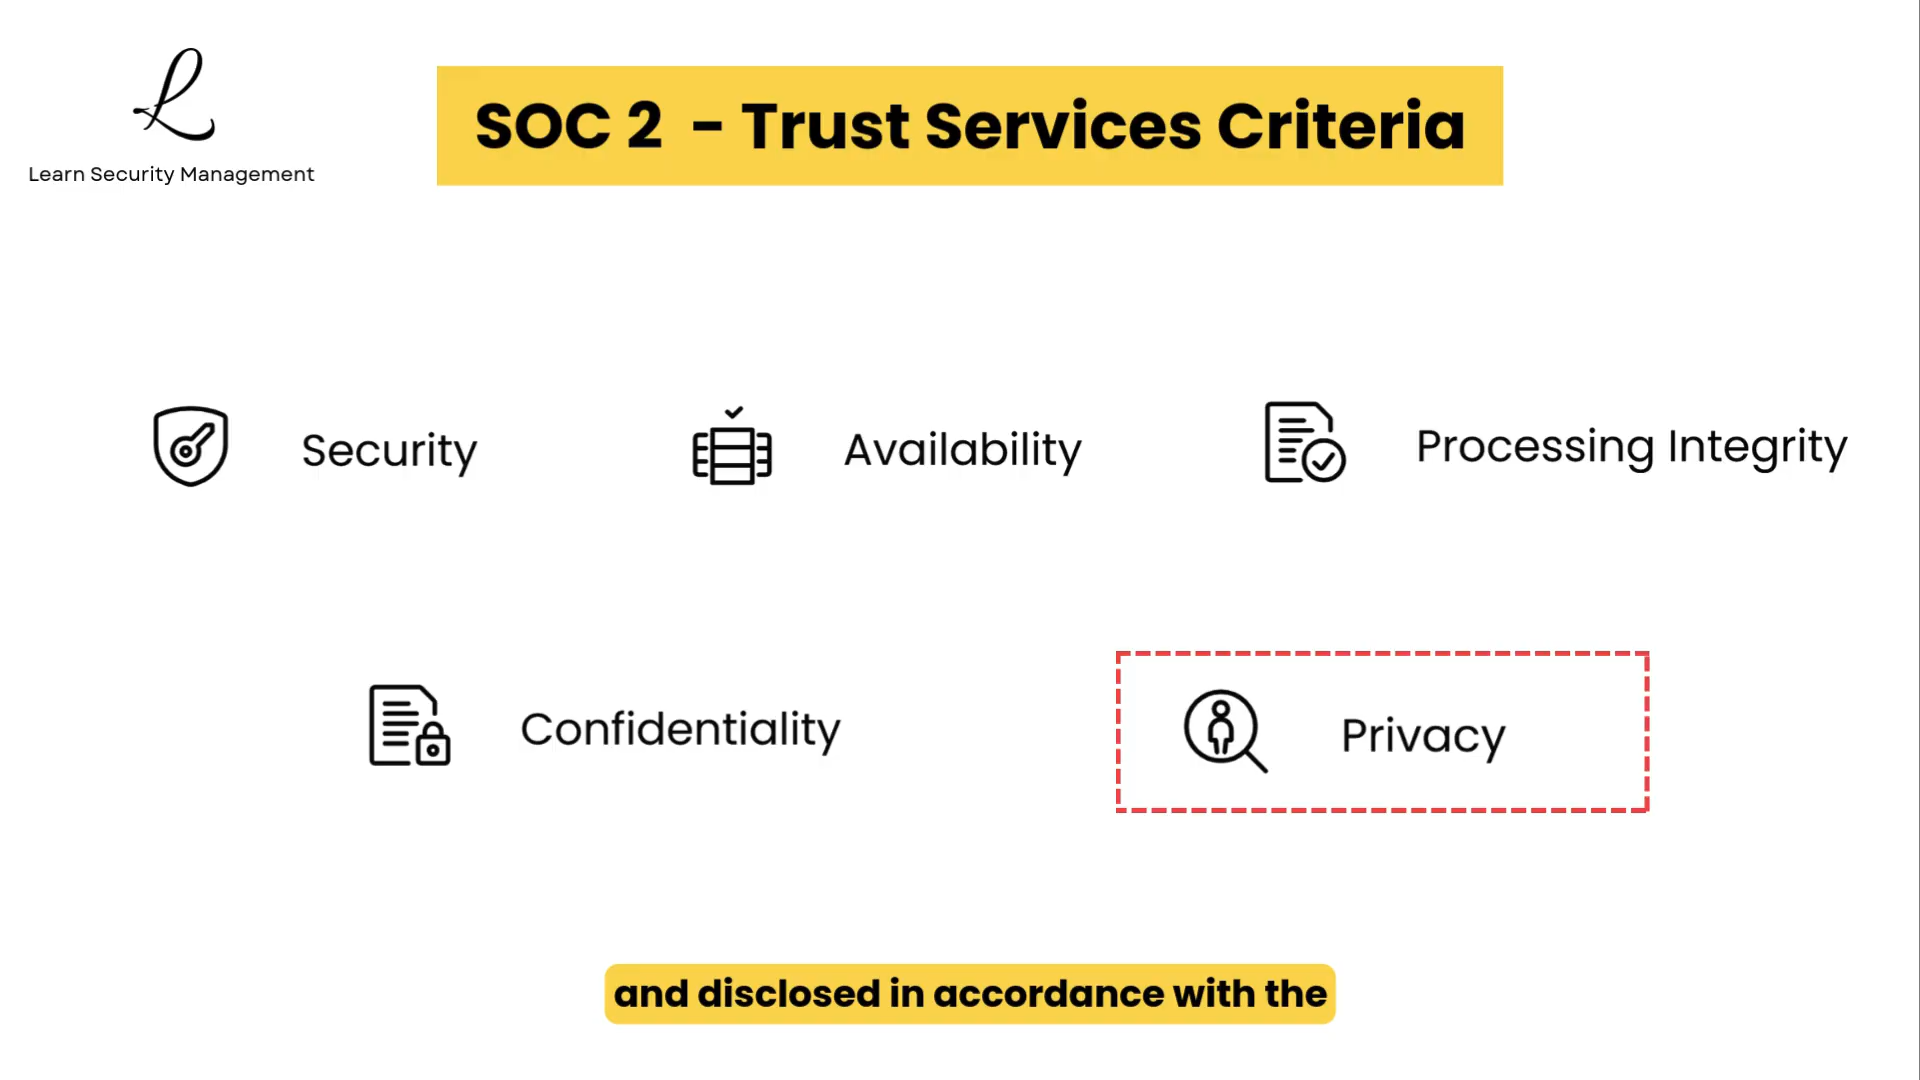 L
Learn Security Management
SOC 2 - Trust Services Criteria
Security
Availability
Processing Integrity
Confidentiality
Privacy
and disclosed in accordance with the